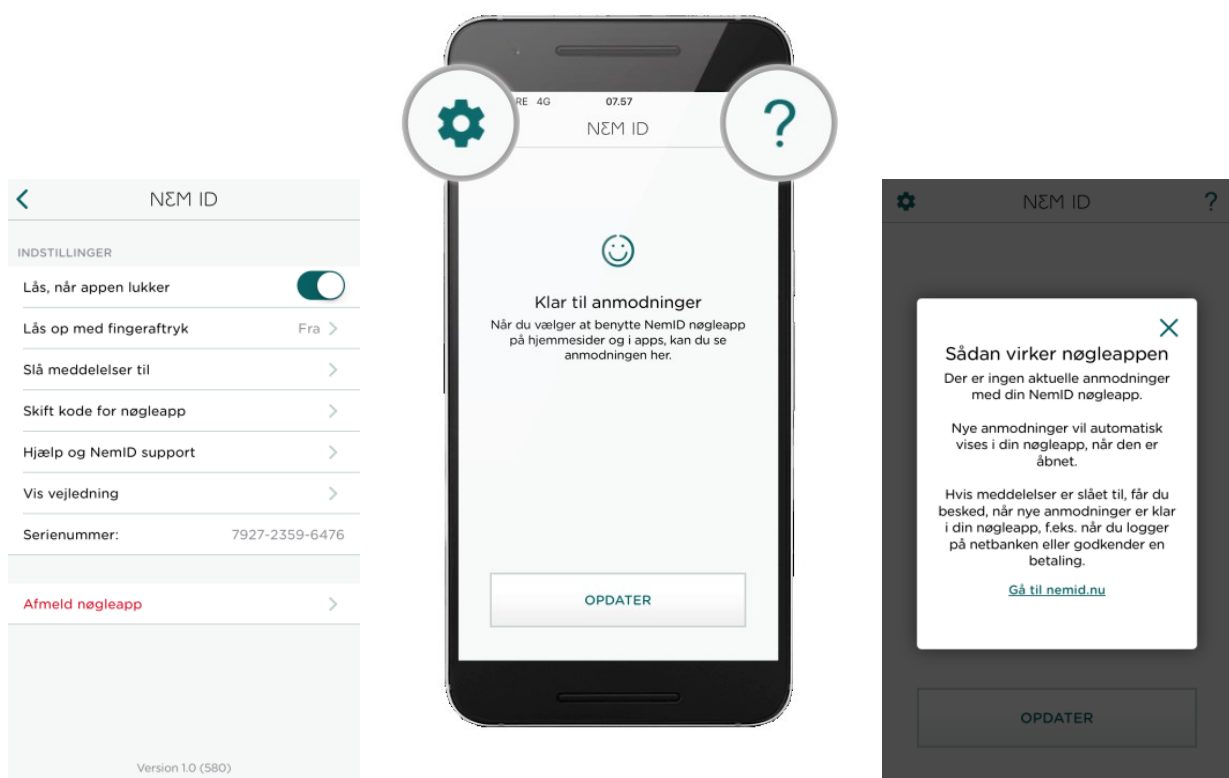 NEM ID
INDSTILLINGER
Lås, når appen lukker
Lås op med fingeraftryk Fra
Slå meddelelser til
Skift kode for nøgleapp
Hjælp og NemID support
Vis vejledning
Serienummer: 7927-2359-6476
Afmeld nøgleapp
Version 1.0 (580)
RE 4G 07.57
NEM ID
?
Klar til anmodninger
Når du vælger at benytte NemID nøgleapp
på hjemmesider og i apps, kan du se
anmodningen her.
OPDATER
NEM ID ?
Sådan virker nøgleappen
Der er ingen aktuelle anmodninger
med din NemID nøgleapp.
Nye anmodninger vil automatisk
vises i din nøgleapp, når den er
åbnet.
Hvis meddelelser er slået til, får du
besked, når nye anmodninger er klar
i din nøgleapp, f.eks. når du logger
på netbanken eller godkender en
betaling.
Gå til nemid.nu
OPDATER